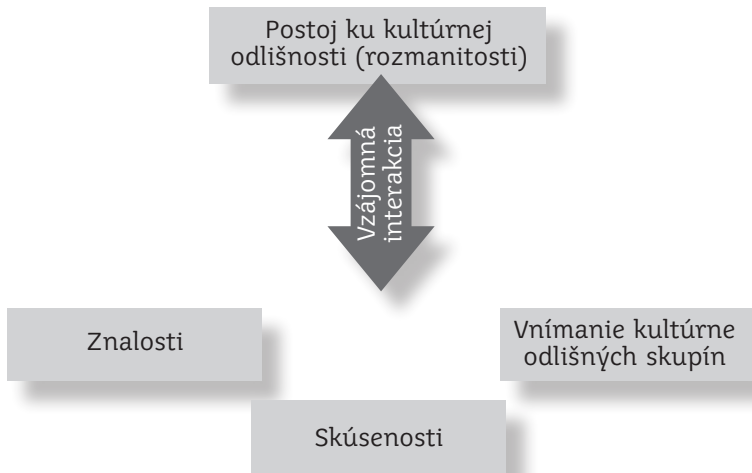 Postoj ku kultúrnej
odlišnosti (rozmanitosti)
Vzájomná
interakcia
Znalosti
Vnímanie kultúrne
odlišných skupín
Skúsenosti